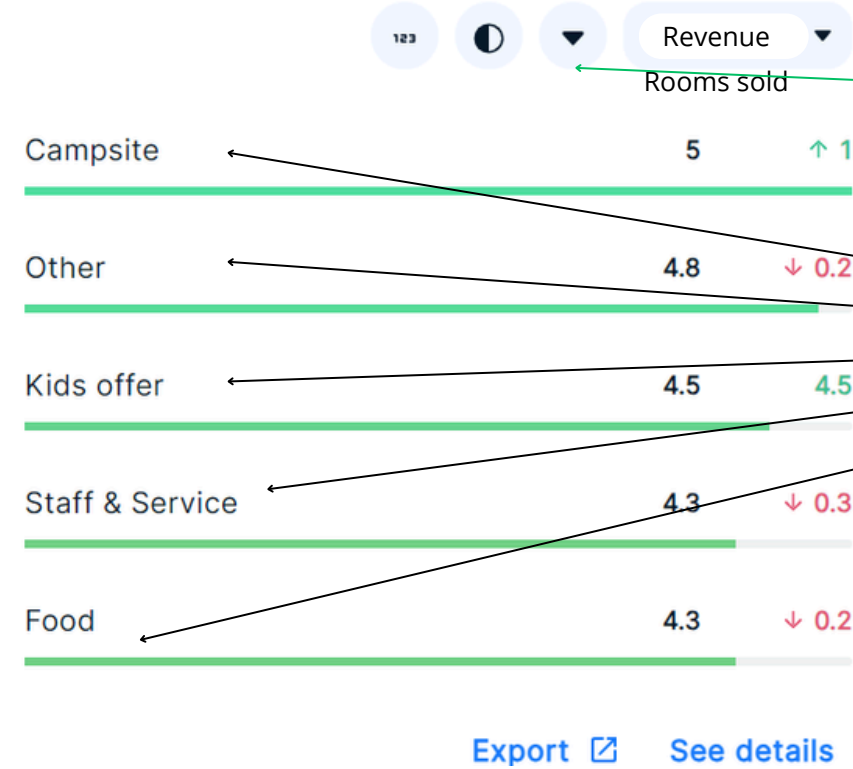 123 Revenue
Rooms sold
Campsite 5 ↑ 1
Other 4.8 ↓ 0.2
Kids offer 4.5 4.5
Staff & Service 4.3 ↓ 0.3
Food 4.3 ↓ 0.2
Export See details